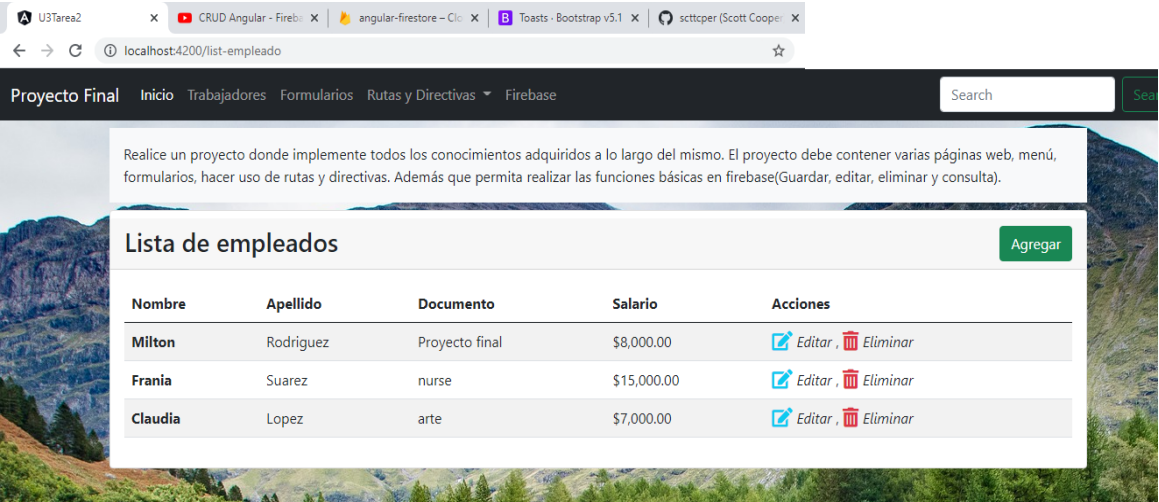 U3Tarea2 CRUD Angular - Fireba angular-firestore – Clo Toasts · Bootstrap v5.1 scttcper (Scott Cooper
localhost:4200/list-empleado
Proyecto Final Inicio Trabajadores Formularios Rutas y Directivas Firebase Search Sear
Realice un proyecto donde implemente todos los conocimientos adquiridos a lo largo del mismo. El proyecto debe contener varias páginas web, menú,
formularios, hacer uso de rutas y directivas. Además que permita realizar las funciones básicas en firebase(Guardar, editar, eliminar y consulta).
Lista de empleados Agregar
Nombre Apellido Documento Salario Acciones
Milton Rodriguez Proyecto final $8,000.00 Editar , Eliminar
Frania Suarez nurse $15,000.00 Editar , Eliminar
Claudia Lopez arte $7,000.00 Editar , Eliminar